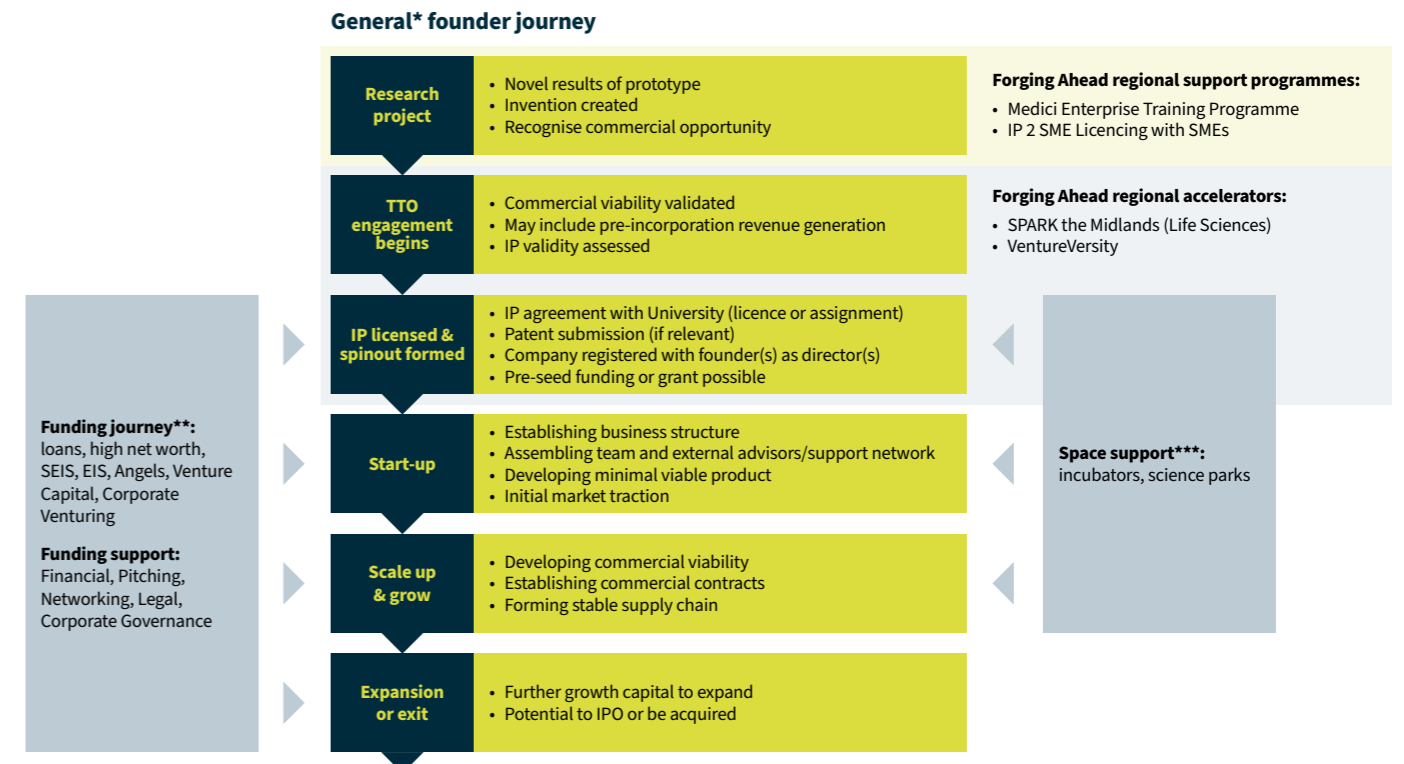 General* founder journey
Research
project
• Novel results of prototype
• Invention created
• Recognise commercial opportunity
Forging Ahead regional support programmes:
• Medici Enterprise Training Programme
• IP 2 SME Licencing with SMEs
TTO
engagement
begins
• Commercial viability validated
• May include pre-incorporation revenue generation
• IP validity assessed
Forging Ahead regional accelerators:
• SPARK the Midlands (Life Sciences)
• VentureVersity
IP licensed &
spinout formed
• IP agreement with University (licence or assignment)
• Patent submission (if relevant)
• Company registered with founder(s) as director(s)
• Pre-seed funding or grant possible
Start-up
• Establishing business structure
• Assembling team and external advisors/support network
• Developing minimal viable product
• Initial market traction
Scale up
& grow
• Developing commercial viability
• Establishing commercial contracts
• Forming stable supply chain
Expansion
or exit
• Further growth capital to expand
• Potential to IPO or be acquired
Funding journey**:
loans, high net worth,
SEIS, EIS, Angels, Venture
Capital, Corporate
Venturing
Funding support:
Financial, Pitching,
Networking, Legal,
Corporate Governance
Space support***:
incubators, science parks